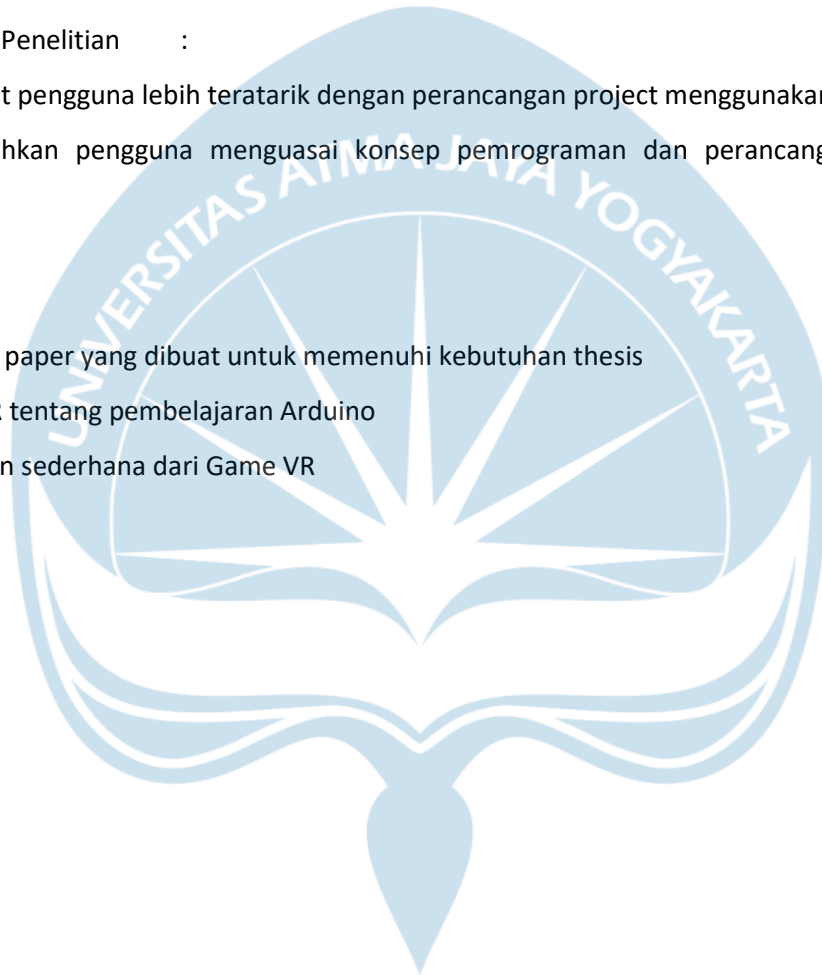 Penelitian :
t pengguna lebih teratarik dengan perancangan project menggunakan
hkan pengguna menguasai konsep pemrograman dan perancang
UNIVERSITAS ATMA JAYA YOGYAKARTA
paper yang dibuat untuk memenuhi kebutuhan thesis
R tentang pembelajaran Arduino
n sederhana dari Game VR